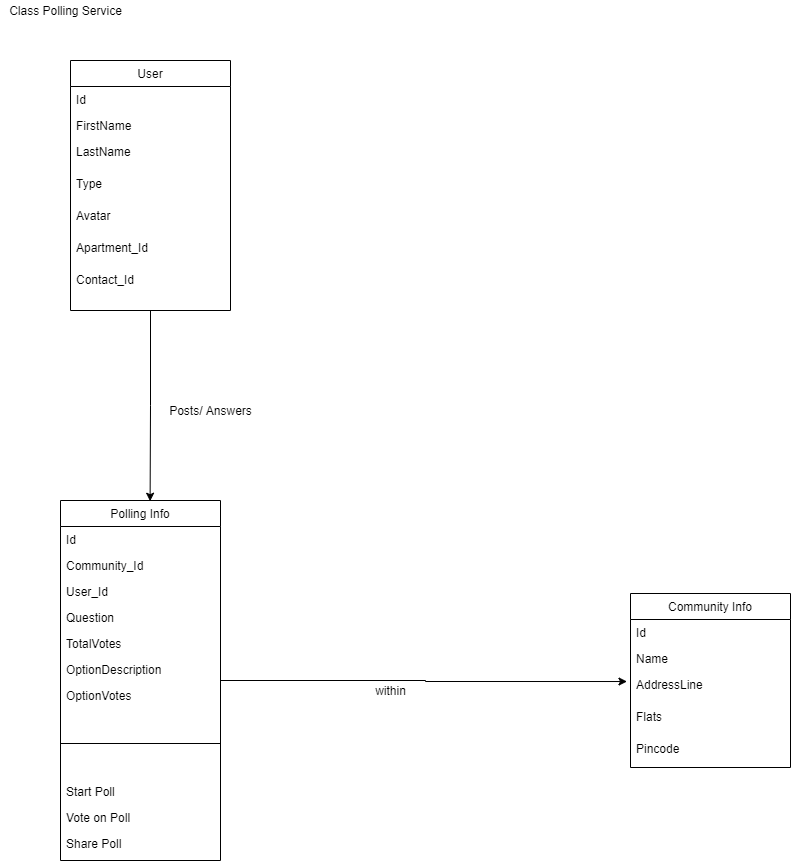 Class Polling Service
User
Id
FirstName
LastName
Type
Avatar
Apartment_Id
Contact_Id
Posts/ Answers
Polling Info
Id
Community_Id
User_Id
Question
TotalVotes
OptionDescription
OptionVotes
Start Poll
Vote on Poll
Share Poll
within
Community Info
Id
Name
AddressLine
Flats
Pincode